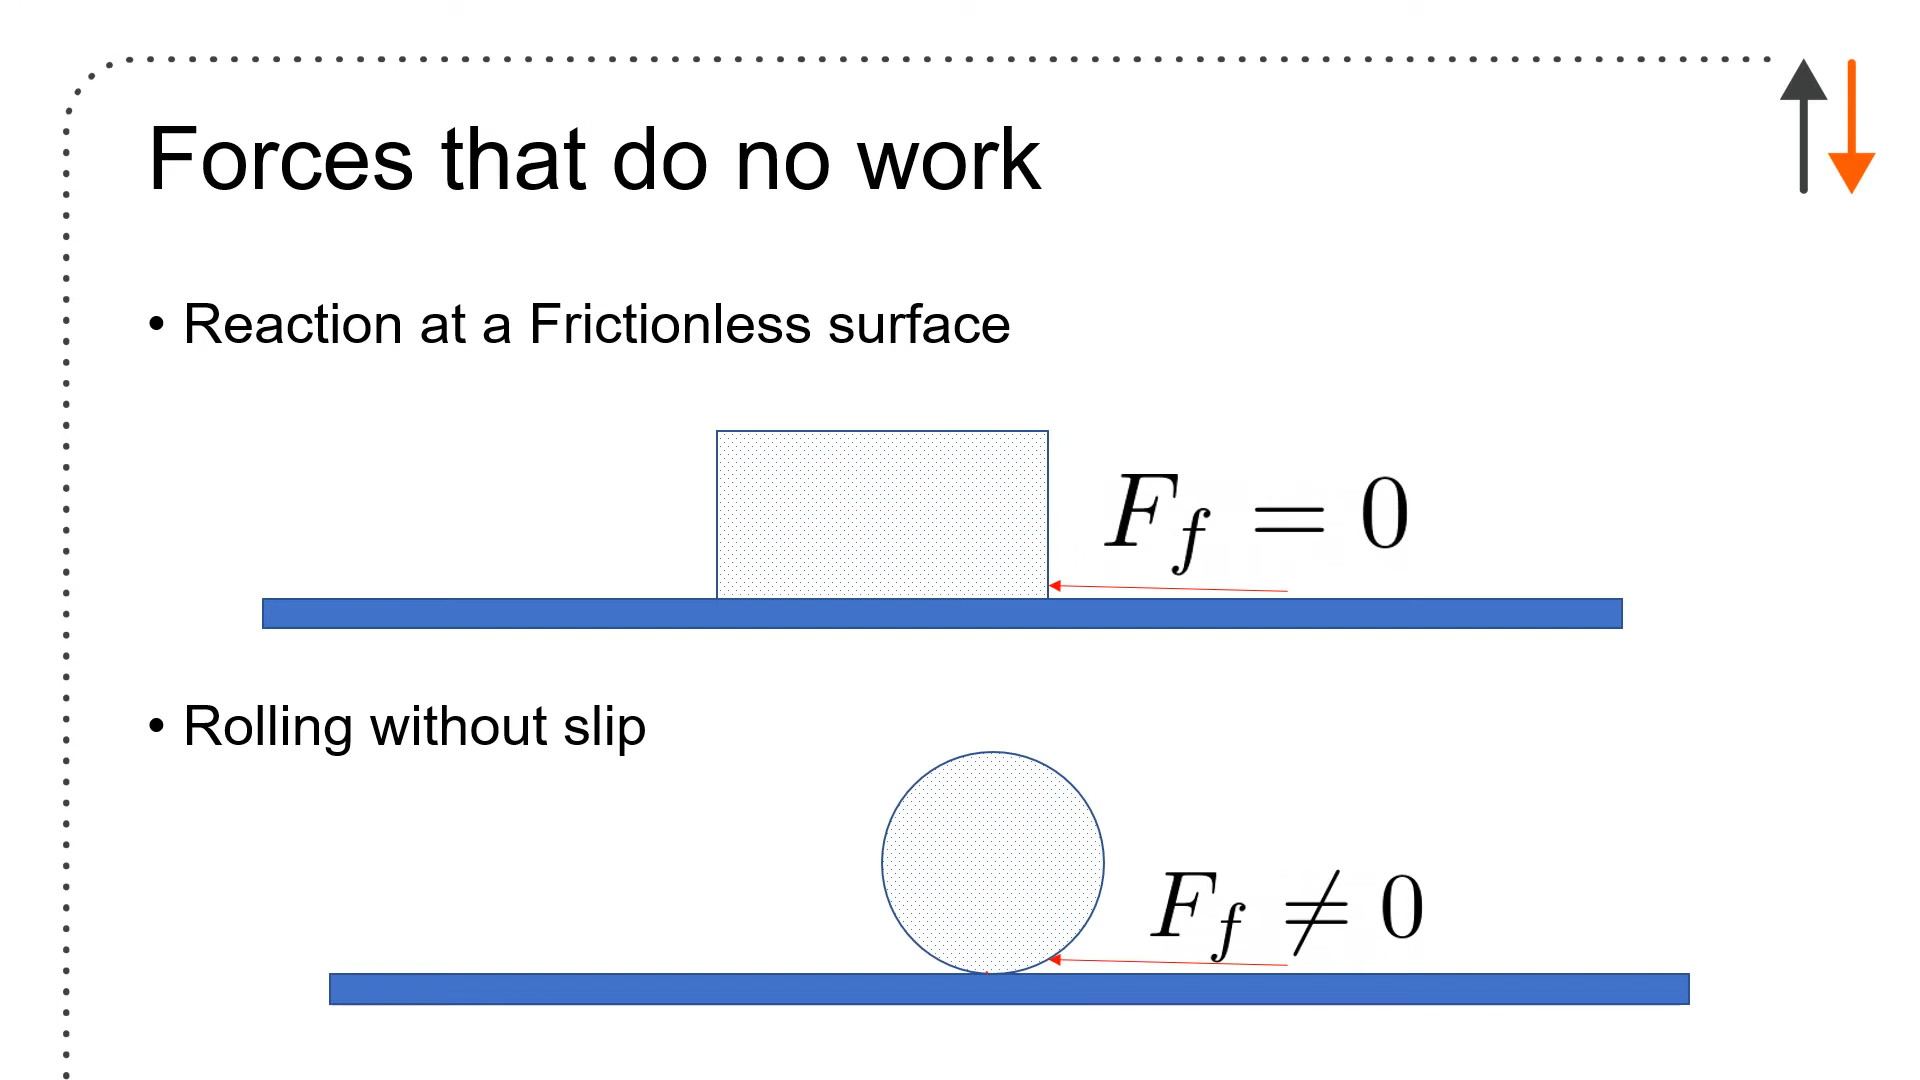 Forces that do no work
• Reaction at a Frictionless surface
F_f = 0
• Rolling without slip
F_f ≠ 0